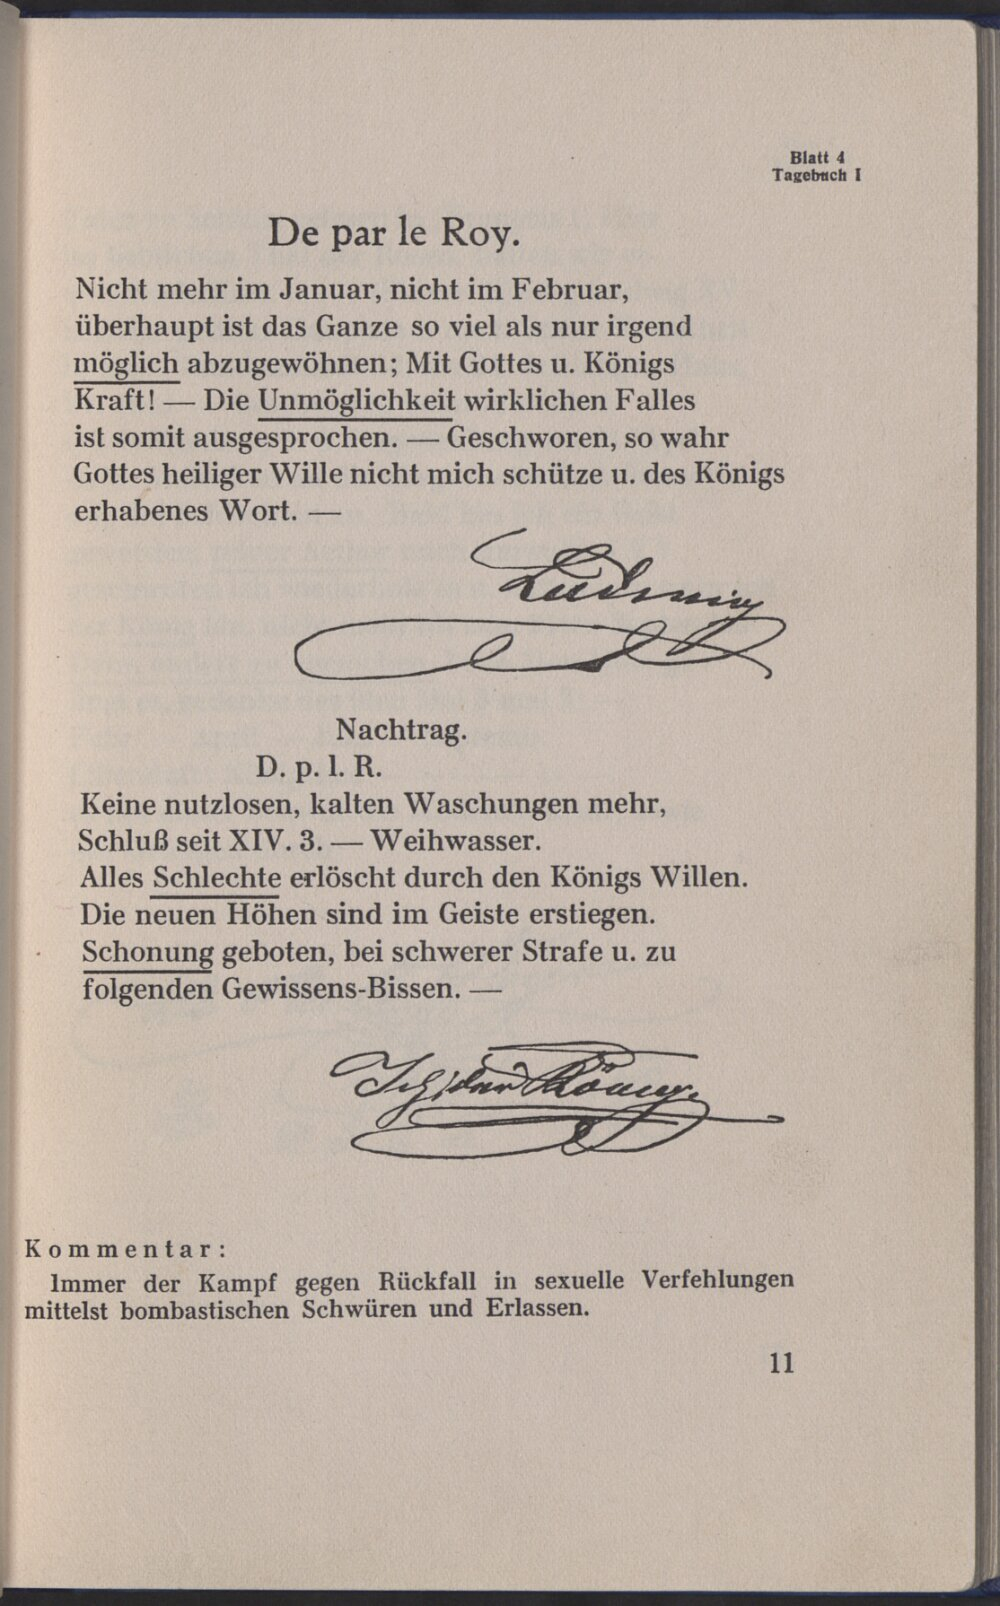 Blatt 4
Tagebuch I
De par le Roy.
Nicht mehr im Januar, nicht im Februar,
überhaupt ist das Ganze so viel als nur irgend
möglich abzugewöhnen; Mit Gottes u. Königs
Kraft! — Die Unmöglichkeit wirklichen Falles
ist somit ausgesprochen. — Geschworen, so wahr
Gottes heiliger Wille nicht mich schütze u. des Königs
erhabenes Wort. —
Ludwig
Nachtrag.
D. p. l. R.
Keine nutzlosen, kalten Waschungen mehr,
Schluß seit XIV. 3. — Weihwasser.
Alles Schlechte erlöscht durch den Königs Willen.
Die neuen Höhen sind im Geiste erstiegen.
Schonung geboten, bei schwerer Strafe u. zu
folgenden Gewissens-Bissen. —
Ich, der König.
Kommentar:
Immer der Kampf gegen Rückfall in sexuelle Verfehlungen
mittelst bombastischen Schwüren und Erlassen.
11